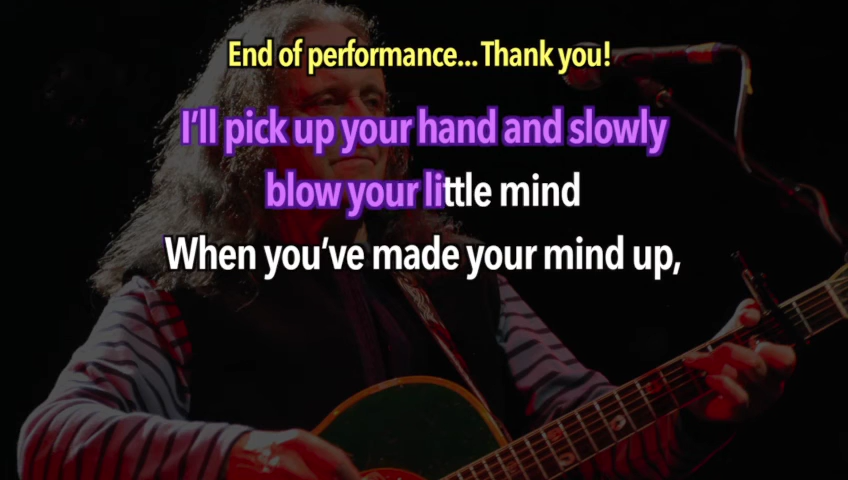 End of performance... Thank you!
I’ll pick up your hand and slowly
blow your little mind
When you’ve made your mind up,